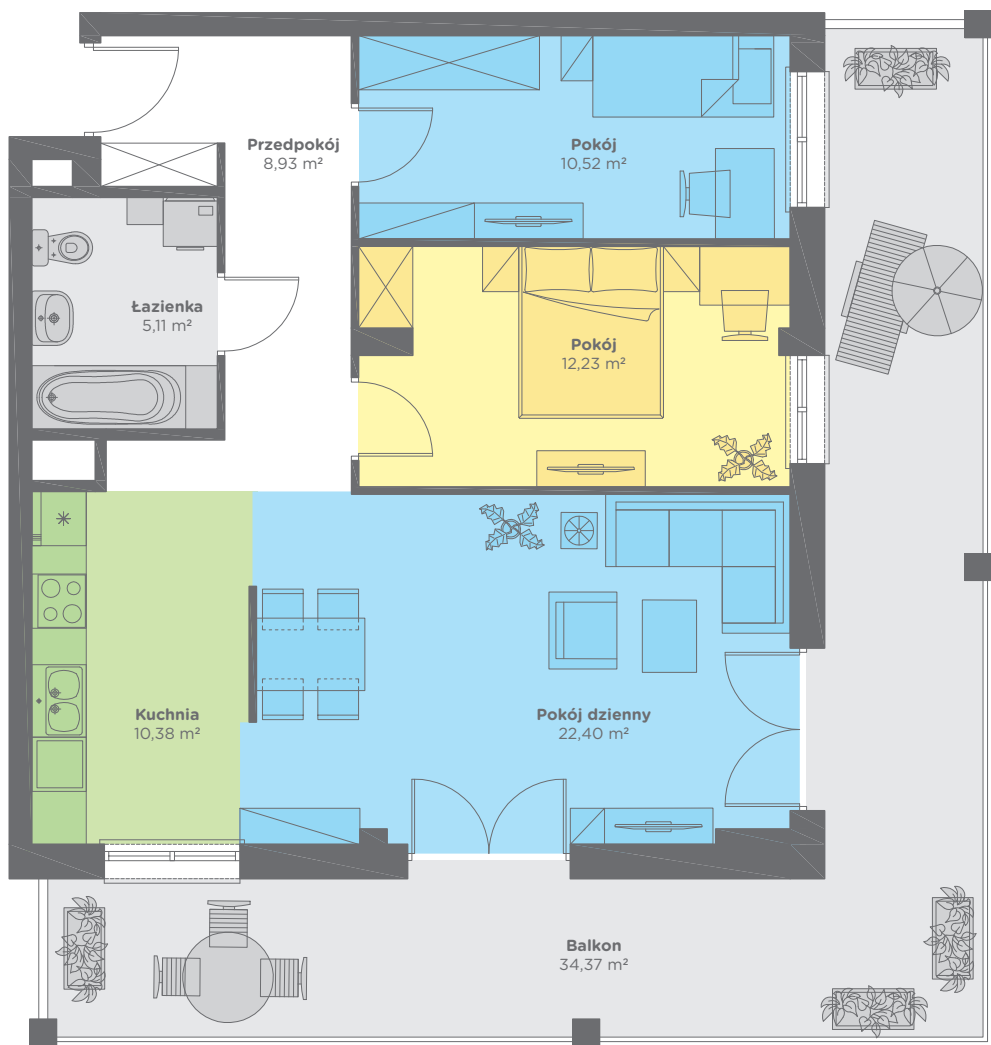 Przedpokój
8,93 m²
Pokój
10,52 m²
Łazienka
5,11 m²
Pokój
12,23 m²
Kuchnia
10,38 m²
Pokój dzienny
22,40 m²
Balkon
34,37 m²